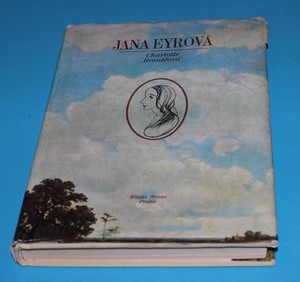 JANA EYROVÁ
Charlotte
Brontëová
Mladá fronta
Praha